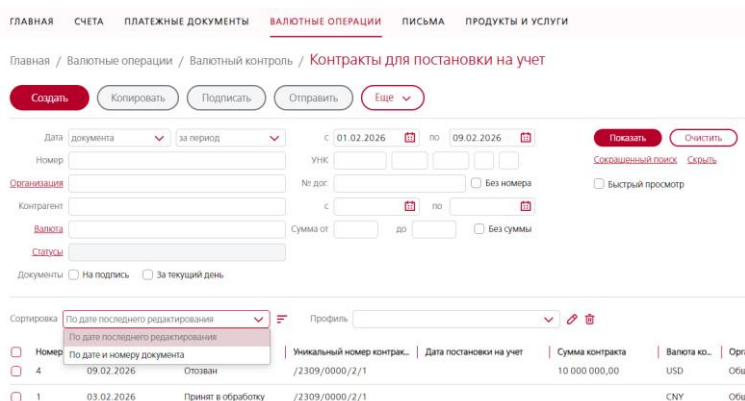 ГЛАВНАЯ СЧЕТА ПЛАТЕЖНЫЕ ДОКУМЕНТЫ ВАЛЮТНЫЕ ОПЕРАЦИИ ПИСЬМА ПРОДУКТЫ И УСЛУГИ
Главная / Валютные операции / Валютный контроль / Контракты для постановки на учет
Создать Копировать Подписать Отправить Еще
Дата документа за период с 01.02.2026 по 09.02.2026 Показать Очистить
Номер УНК Сокращенный поиск Скрыть
Организация № дог. Без номера Быстрый просмотр
Контрагент с по
Валюта Сумма от до Без суммы
Статусы
Документы На подпись За текущий день
Сортировка По дате последнего редактирования Профиль
По дате последнего редактирования
По дате и номеру документа
Номер Уникальный номер контрак... Дата постановки на учет Сумма контракта Валюта ко... Орга
4 09.02.2026 Отозван /2309/0000/2/1 10 000 000,00 USD Общ
1 03.02.2026 Принят в обработку /2309/0000/2/1 CNY Общ